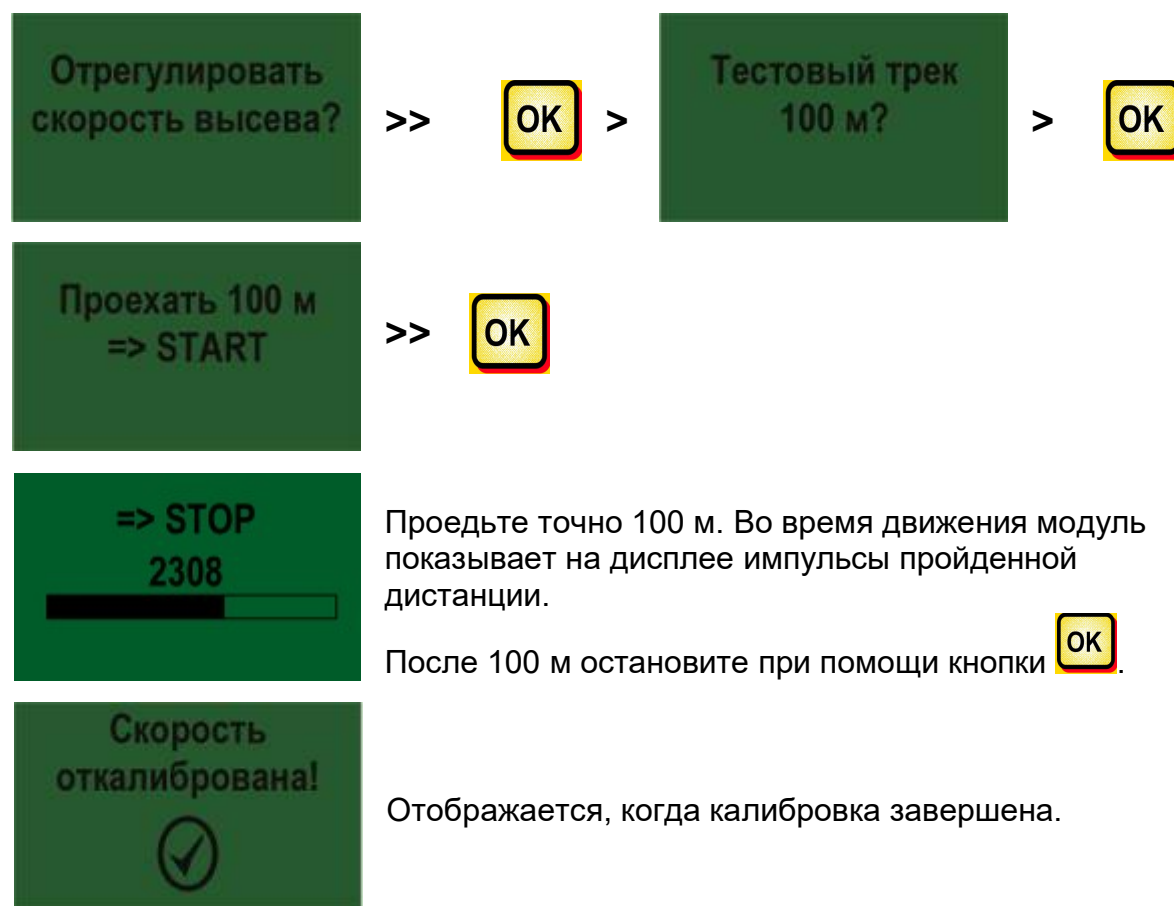 Отрегулировать
скорость высева?
>>
OK
>
Тестовый трек
100 м?
>
OK
Проехать 100 м
=> START
>>
OK
=> STOP
2308
Проедьте точно 100 м. Во время движения модуль
показывает на дисплее импульсы пройденной
дистанции.
После 100 м остановите при помощи кнопки OK.
Скорость
откалибрована!
Отображается, когда калибровка завершена.